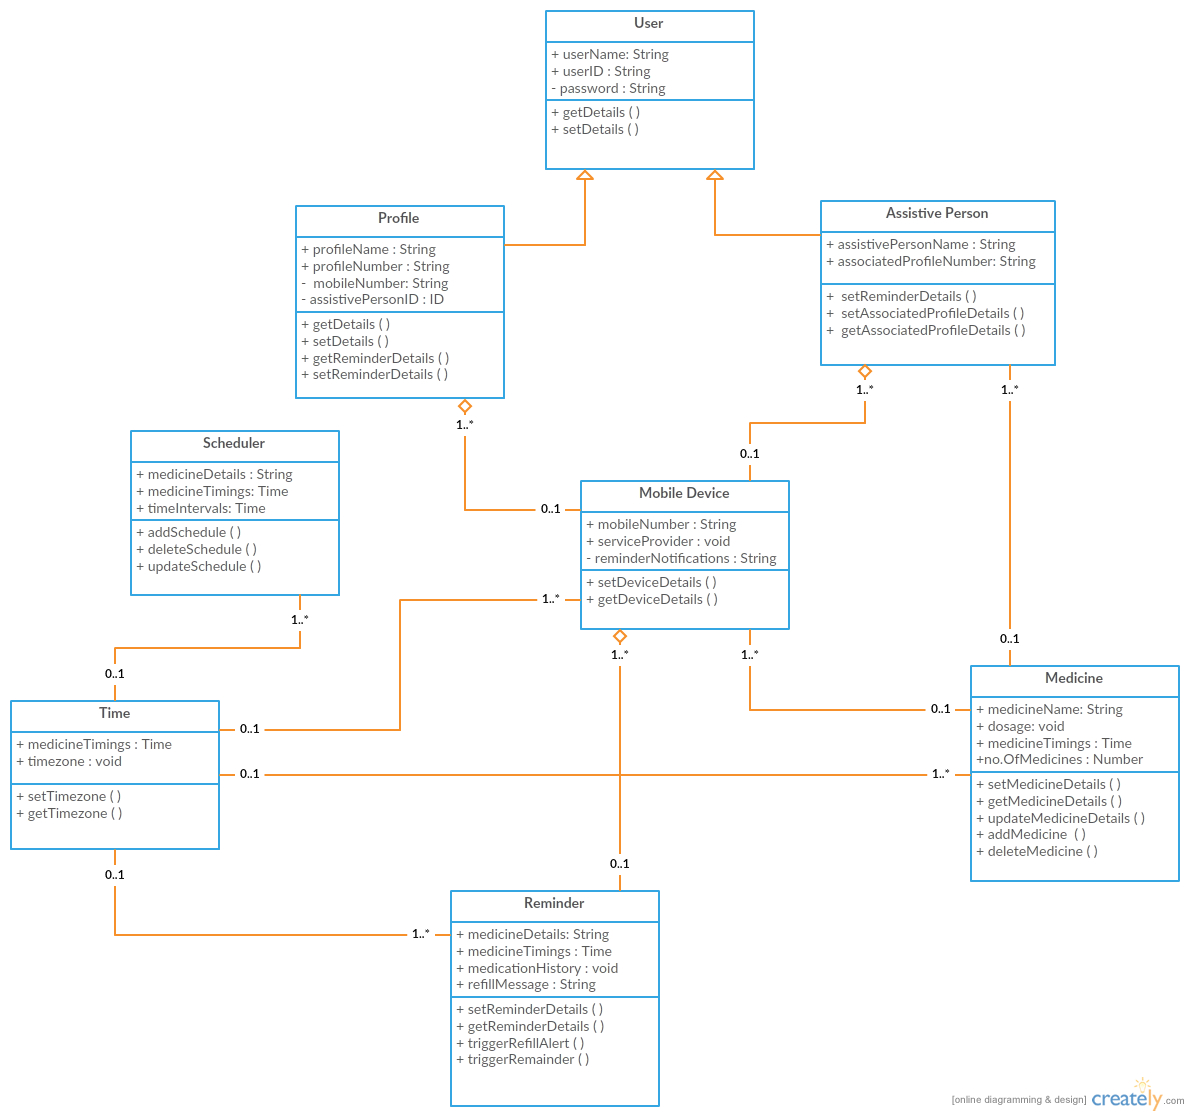 User
+ userName: String
+ userID : String
- password : String
+ getDetails ( )
+ setDetails ( )
Profile
+ profileName : String
+ profileNumber : String
- mobileNumber: String
- assistivePersonID : ID
+ getDetails ( )
+ setDetails ( )
+ getReminderDetails ( )
+ setReminderDetails ( )
Assistive Person
+ assistivePersonName : String
+ associatedProfileNumber: String
+ setReminderDetails ( )
+ setAssociatedProfileDetails ( )
+ getAssociatedProfileDetails ( )
1..*
1..*
1..*
Scheduler
+ medicineDetails : String
+ medicineTimings: Time
+ timeIntervals: Time
+ addSchedule ( )
+ deleteSchedule ( )
+ updateSchedule ( )
0..1
0..1
Mobile Device
+ mobileNumber : String
+ serviceProvider : void
- reminderNotifications : String
+ setDeviceDetails ( )
+ getDeviceDetails ( )
1..*
1..*
1..*
1..*
0..1
0..1
Time
+ medicineTimings : Time
+ timezone : void
+ setTimezone ( )
+ getTimezone ( )
0..1
0..1
0..1
1..*
Medicine
+ medicineName: String
+ dosage: void
+ medicineTimings : Time
+no.OfMedicines : Number
+ setMedicineDetails ( )
+ getMedicineDetails ( )
+ updateMedicineDetails ( )
+ addMedicine ( )
+ deleteMedicine ( )
0..1
0..1
1..*
Reminder
+ medicineDetails: String
+ medicineTimings : Time
+ medicationHistory : void
+ refillMessage : String
+ setReminderDetails ( )
+ getReminderDetails ( )
+ triggerRefillAlert ( )
+ triggerRemainder ( )
[online diagramming & design] creately.com